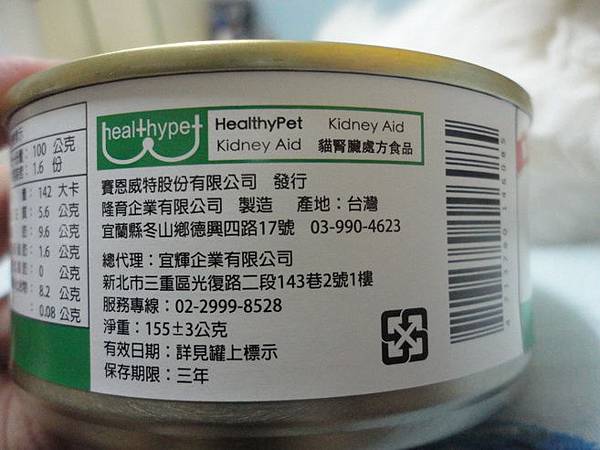 healthypet
HealthyPet Kidney Aid
Kidney Aid 貓腎臟處方食品
賽恩威特股份有限公司 發行
隆育企業有限公司 製造 產地：台灣
宜蘭縣冬山鄉德興四路17號 03-990-4623
總代理：宜輝企業有限公司
新北市三重區光復路二段143巷2號1樓
服務專線：02-2999-8528
淨重：155±3公克
有效日期：詳見罐上標示
保存期限：三年
100 公克
1.6 份
142 大卡
5.6 公克
9.6 公克
1.6 公克
0 公克
8.2 公克
0.08 公克